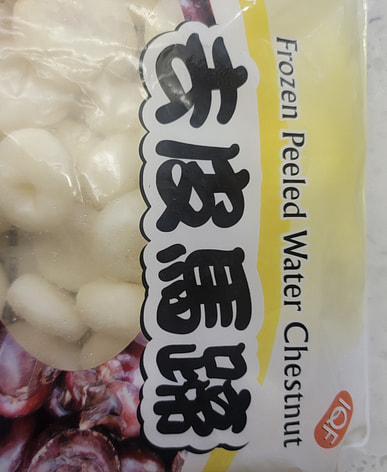 Frozen Peeled Water Chestnut
IQF
去皮馬蹄